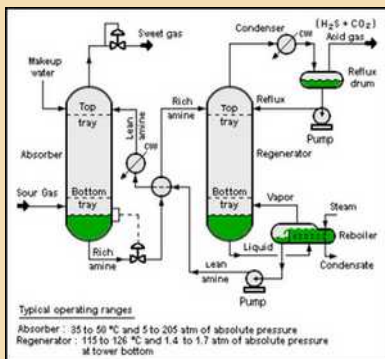 Sweet gas
Makeup
water
Top
tray
Absorber
Sour Gas
Bottom
tray
Rich
amine
Lean
amine
CW
Rich
amine
Condenser
CW
(H2S + CO2)
Acid gas
Reflux
drum
Reflux
Pump
Top
tray
Regenerator
Bottom
tray
Vapor
Steam
Reboiler
Liquid
Condensate
Lean
amine
Pump
Typical operating ranges
Absorber : 35 to 50 °C and 5 to 205 atm of absolute pressure
Regenerator : 115 to 126 °C and 1.4 to 1.7 atm of absolute pressure
at tower bottom